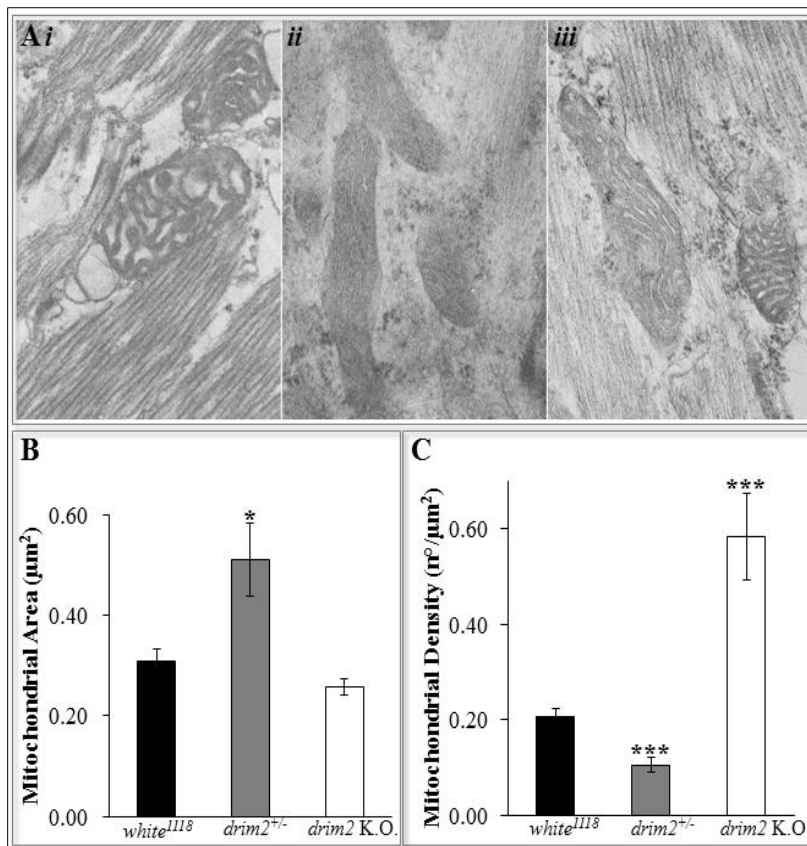 A i
ii
iii
B
Mitochondrial Area (µm²)
0.60
0.40
0.20
0.00
*
white¹¹¹⁸
drim2⁺/⁻
drim2 K.O.
C
Mitochondrial Density (n°/µm²)
0.60
0.40
0.20
0.00
***
***
white¹¹¹⁸
drim2⁺/⁻
drim2 K.O.